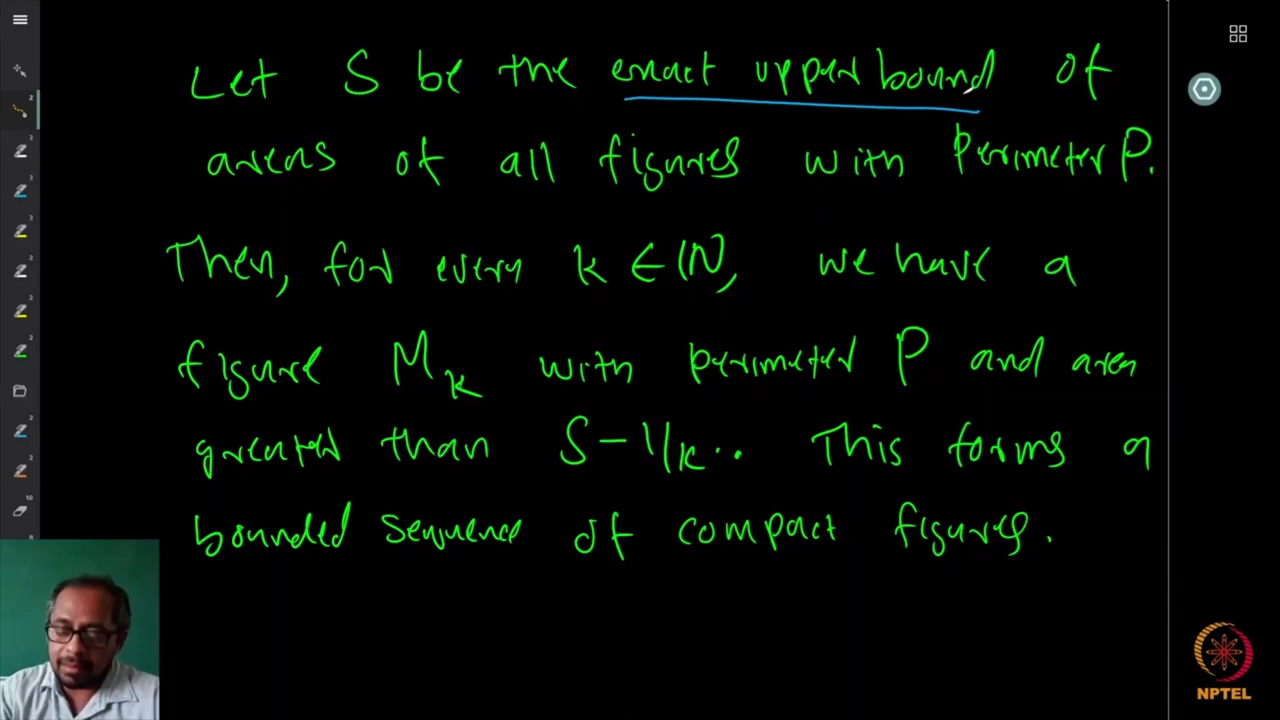 Let S be the exact upper bound of
areas of all figures with Perimeter P.
Then, for every k ∈ ℕ, we have a
figure M_k with perimeter P and area
greater than S - 1/k.. This forms a
bounded sequence of compact figures.
NPTEL